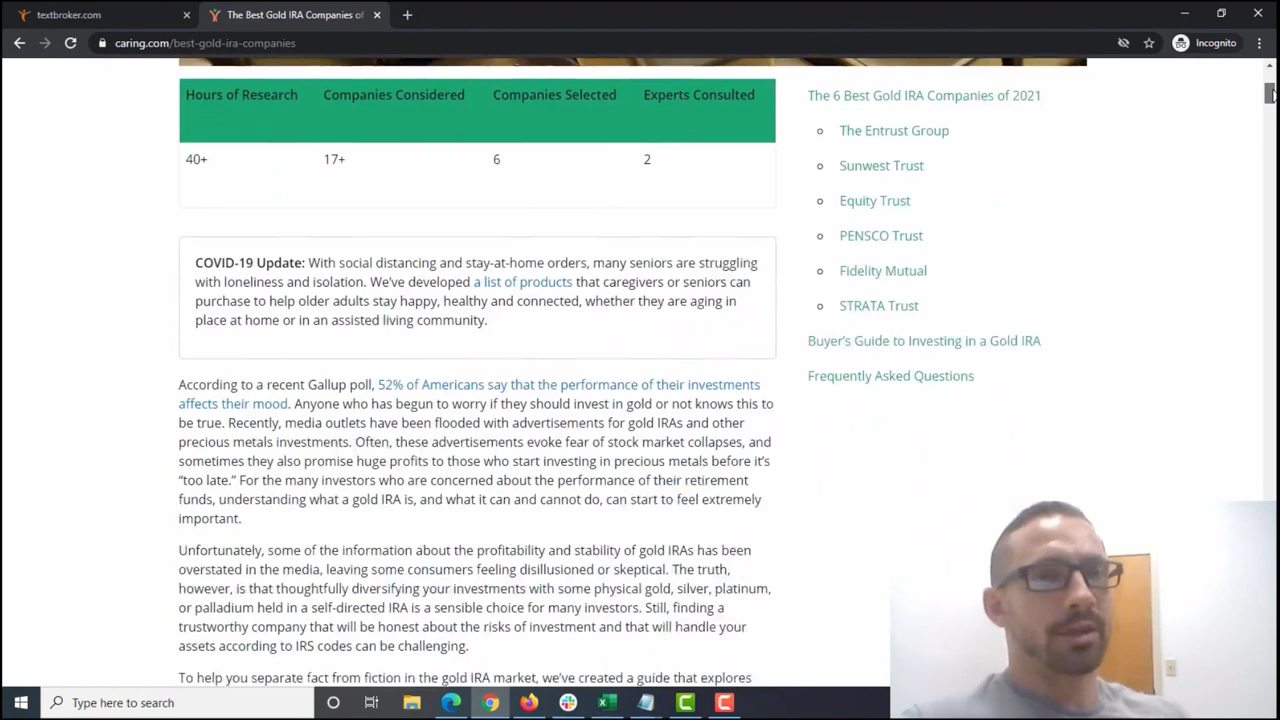 textbroker.com
The Best Gold IRA Companies of
caring.com/best-gold-ira-companies
Incognito
Hours of Research Companies Considered Companies Selected Experts Consulted
40+ 17+ 6 2
COVID-19 Update: With social distancing and stay-at-home orders, many seniors are struggling
with loneliness and isolation. We've developed a list of products that caregivers or seniors can
purchase to help older adults stay happy, healthy and connected, whether they are aging in
place at home or in an assisted living community.
According to a recent Gallup poll, 52% of Americans say that the performance of their investments
affects their mood. Anyone who has begun to worry if they should invest in gold or not knows this to
be true. Recently, media outlets have been flooded with advertisements for gold IRAs and other
precious metals investments. Often, these advertisements evoke fear of stock market collapses, and
sometimes they also promise huge profits to those who start investing in precious metals before it's
“too late.” For the many investors who are concerned about the performance of their retirement
funds, understanding what a gold IRA is, and what it can and cannot do, can start to feel extremely
important.
Unfortunately, some of the information about the profitability and stability of gold IRAs has been
overstated in the media, leaving some consumers feeling disillusioned or skeptical. The truth,
however, is that thoughtfully diversifying your investments with some physical gold, silver, platinum,
or palladium held in a self-directed IRA is a sensible choice for many investors. Still, finding a
trustworthy company that will be honest about the risks of investment and that will handle your
assets according to IRS codes can be challenging.
To help you separate fact from fiction in the gold IRA market, we've created a guide that explores
The 6 Best Gold IRA Companies of 2021
The Entrust Group
Sunwest Trust
Equity Trust
PENSCO Trust
Fidelity Mutual
STRATA Trust
Buyer's Guide to Investing in a Gold IRA
Frequently Asked Questions
Type here to search